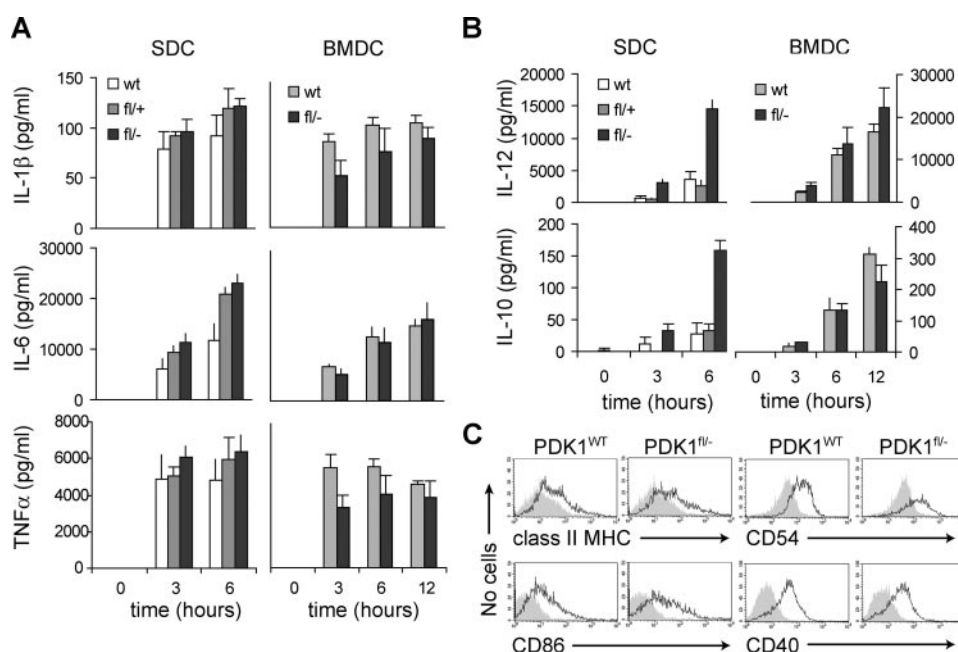 A
SDC
BMDC
150
100
50
0
IL-1β (pg/ml)
wt
fl/+
fl/-
wt
fl/-
30000
20000
10000
0
IL-6 (pg/ml)
8000
6000
4000
2000
0
TNFα (pg/ml)
0 3 6
time (hours)
0 3 6 12
time (hours)
B
SDC
BMDC
20000
15000
10000
5000
0
IL-12 (pg/ml)
wt
fl/+
fl/-
wt
fl/-
30000
20000
10000
0
200
150
100
50
0
IL-10 (pg/ml)
400
300
200
100
0
0 3 6
time (hours)
0 3 6 12
time (hours)
C
PDK1WT PDK1fl/- PDK1WT PDK1fl/-
No cells
class II MHC
CD54
CD86
CD40